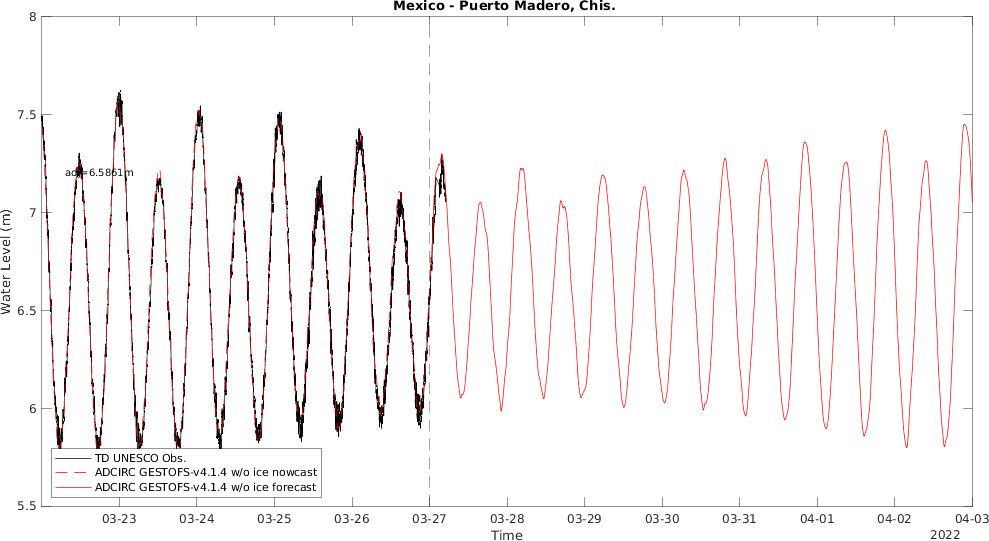 Mexico - Puerto Madero, Chis.
8
7.5
7
6.5
6
5.5
Water Level (m)
adj=6.5861m
TD UNESCO Obs.
ADCIRC GESTOFS-v4.1.4 w/o ice nowcast
ADCIRC GESTOFS-v4.1.4 w/o ice forecast
03-23 03-24 03-25 03-26 03-27 03-28 03-29 03-30 03-31 04-01 04-02 04-03
Time
2022